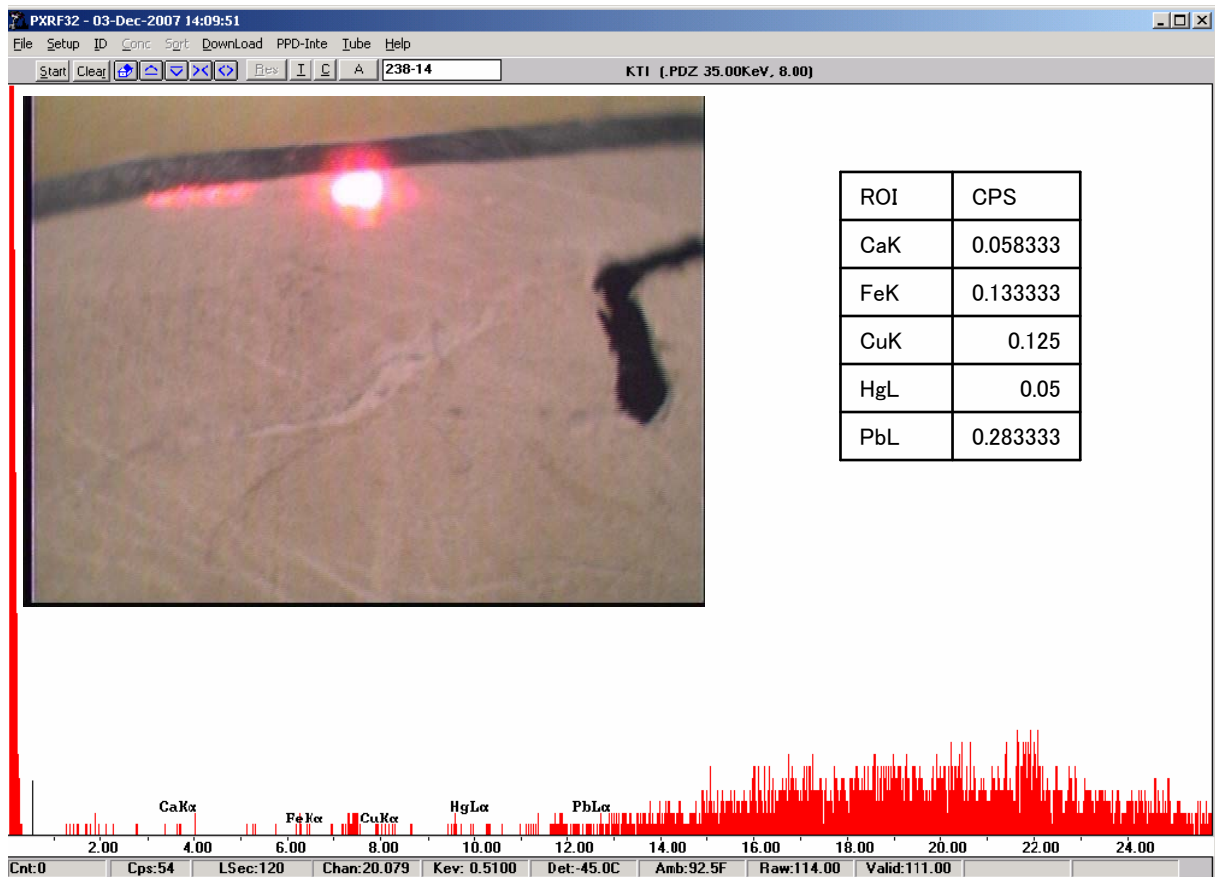 PXRF32 - 03-Dec-2007 14:09:51
File Setup ID Conc Sort DownLoad PPD-Inte Tube Help
Start Clear Res I C A 238-14 KTI (.PDZ 35.00KeV, 8.00)
ROI CPS
CaK 0.058333
FeK 0.133333
CuK 0.125
HgL 0.05
PbL 0.283333
CaKα FeKα CuKα HgLα PbLα
2.00 4.00 6.00 8.00 10.00 12.00 14.00 16.00 18.00 20.00 22.00 24.00
Cnt:0 Cps:54 LSec:120 Chan:20.079 Kev: 0.5100 Det:-45.0C Amb:92.5F Raw:114.00 Valid:111.00